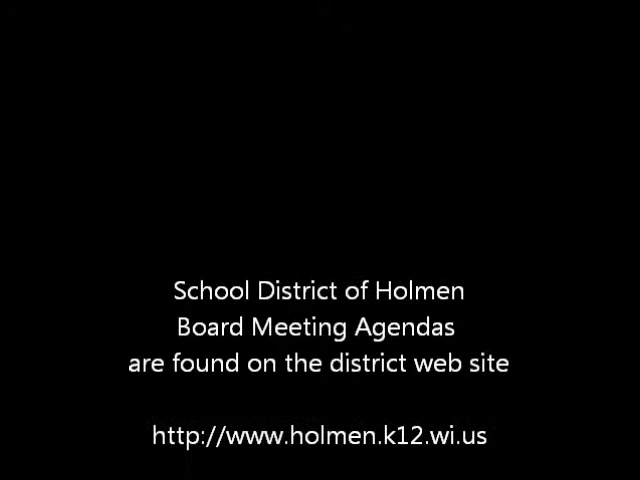 School District of Holmen
Board Meeting Agendas
are found on the district web site
http://www.holmen.k12.wi.us